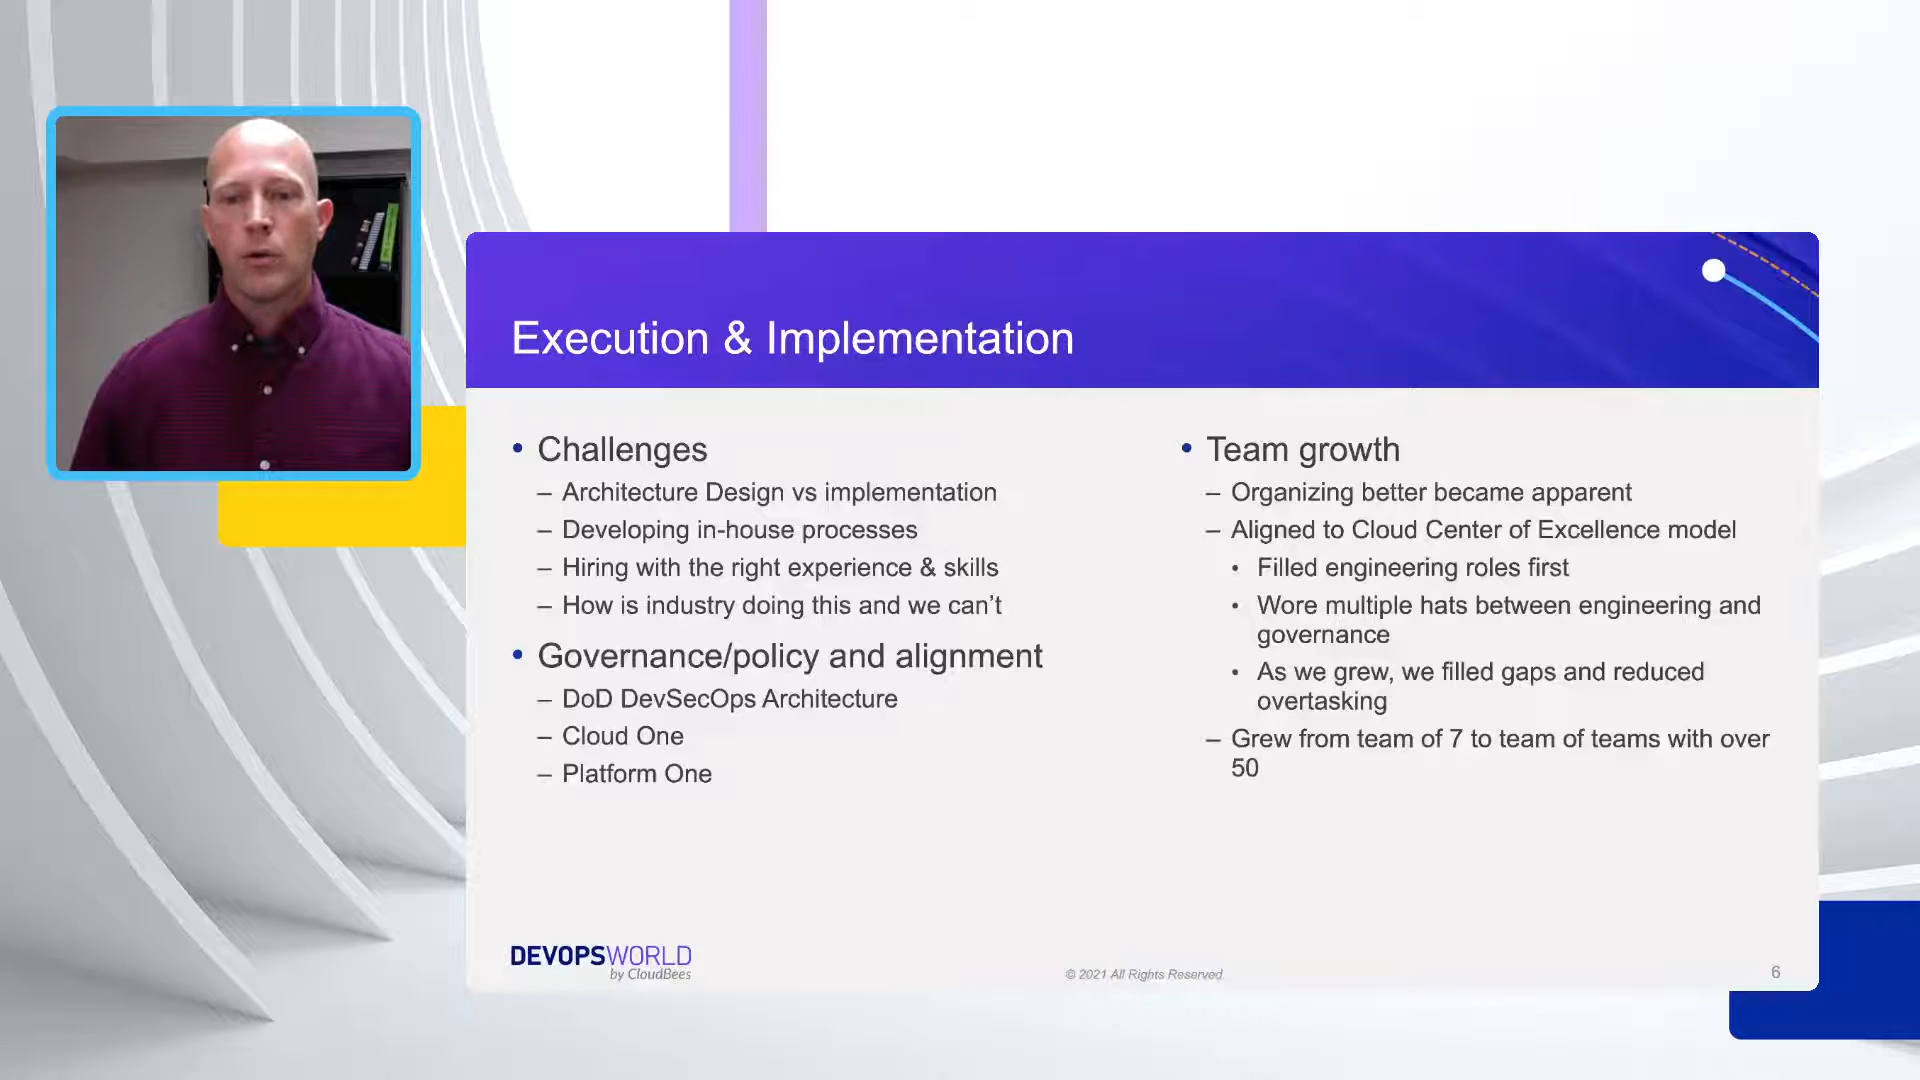 Execution & Implementation
• Challenges
– Architecture Design vs implementation
– Developing in-house processes
– Hiring with the right experience & skills
– How is industry doing this and we can’t
• Governance/policy and alignment
– DoD DevSecOps Architecture
– Cloud One
– Platform One
• Team growth
– Organizing better became apparent
– Aligned to Cloud Center of Excellence model
• Filled engineering roles first
• Wore multiple hats between engineering and
governance
• As we grew, we filled gaps and reduced
overtasking
– Grew from team of 7 to team of teams with over
50
DEVOPSWORLD
by CloudBees
© 2021 All Rights Reserved
6